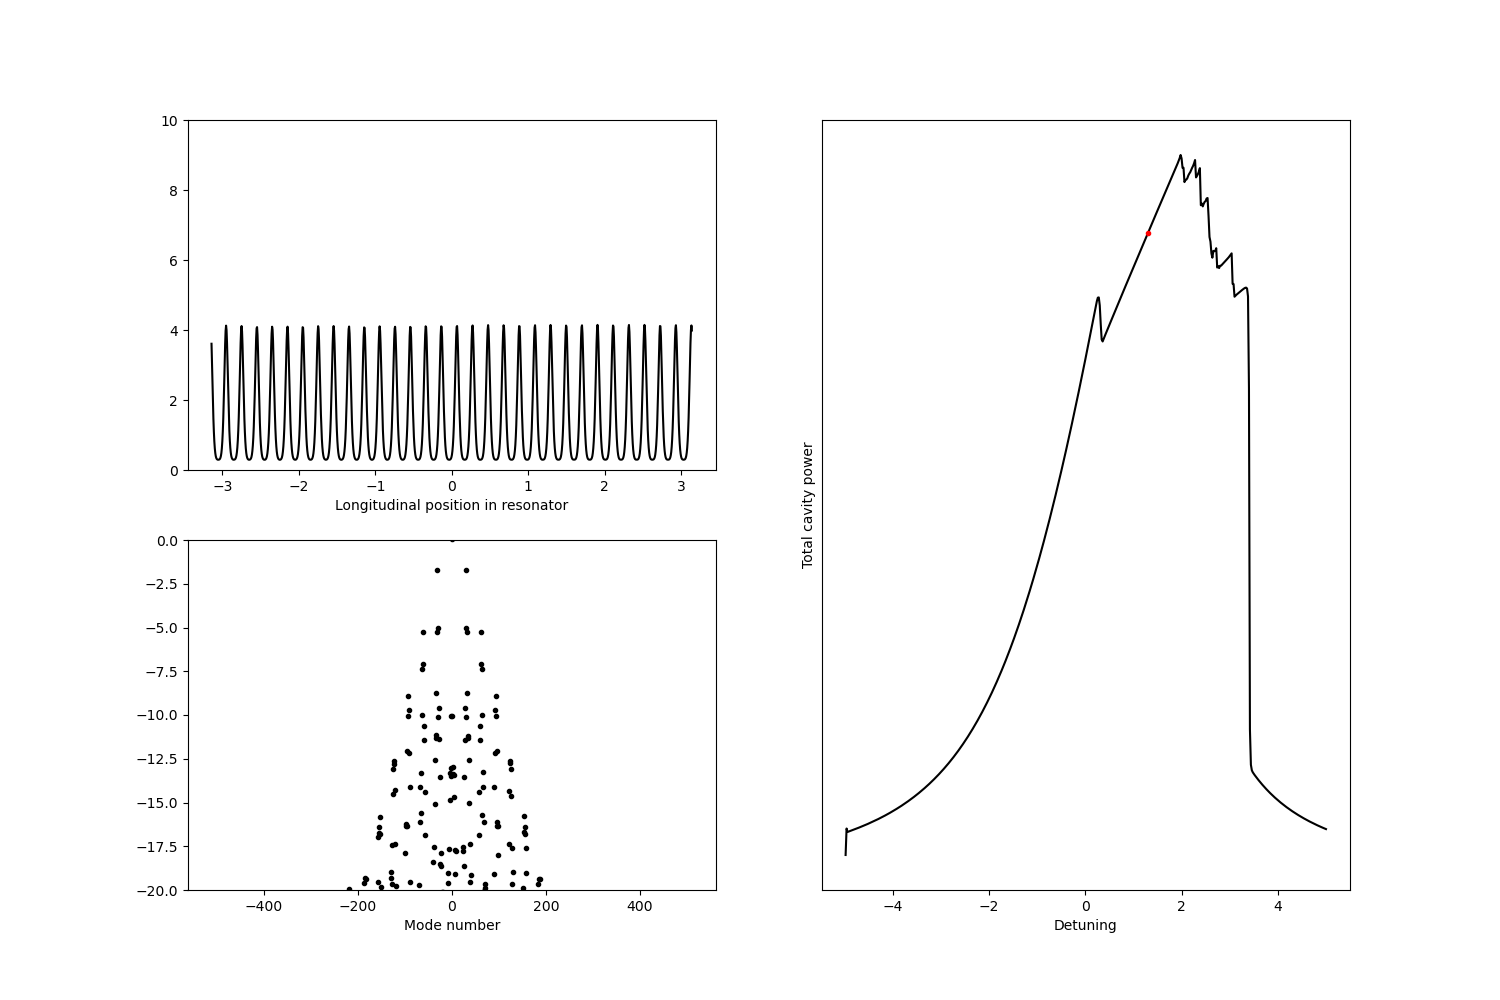 10
8
6
4
2
0
−3 −2 −1 0 1 2 3
Longitudinal position in resonator
0.0
−2.5
−5.0
−7.5
−10.0
−12.5
−15.0
−17.5
−20.0
−400 −200 0 200 400
Mode number
Total cavity power
−4 −2 0 2 4
Detuning